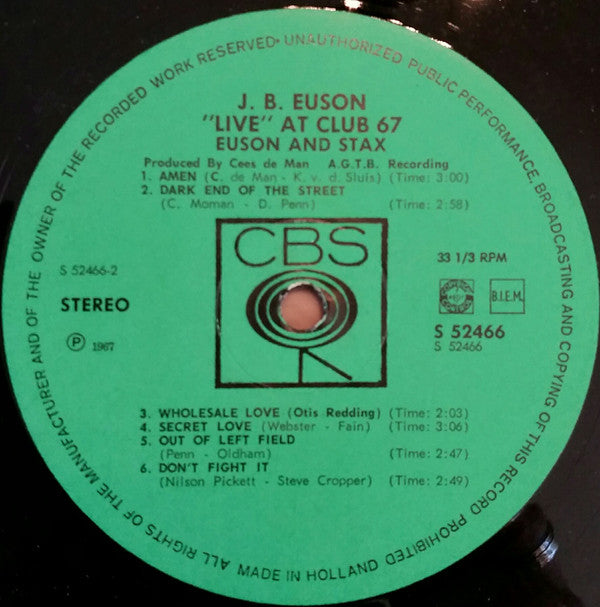 ALL RIGHTS OF THE MANUFACTURER AND OF THE OWNER OF THE RECORDED WORK RESERVED • UNAUTHORIZED PUBLIC PERFORMANCE, BROADCASTING AND COPYING OF THIS RECORD PROHIBITED
J. B. EUSON
"LIVE" AT CLUB 67
EUSON AND STAX
Produced By Cees de Man A.G.T.B. Recording
1. AMEN (C. de Man - K. v. d. Sluis) (Time: 3:00)
2. DARK END OF THE STREET
(C. Moman - D. Penn) (Time: 2:58)
CBS
S 52466-2
33 1/3 RPM
STEREO
B.I.E.M.
S 52466
S 52466
Ⓟ 1967
3. WHOLESALE LOVE (Otis Redding) (Time: 2:03)
4. SECRET LOVE (Webster - Fain) (Time: 3:06)
5. OUT OF LEFT FIELD
(Penn - Oldham) (Time: 2:47)
6. DON'T FIGHT IT
(Nilson Pickett - Steve Cropper) (Time: 2:49)
MADE IN HOLLAND